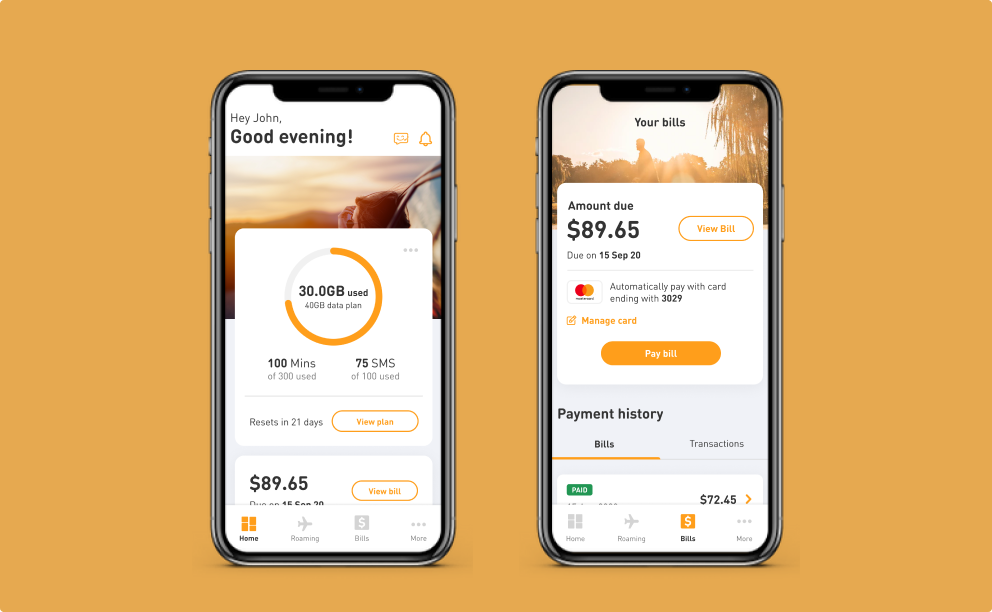 Hey John,
Good evening!
30.0GB used
40GB data plan
100 Mins
of 300 used
75 SMS
of 100 used
Resets in 21 days
View plan
$89.65
View bill
Due on 15 Sep 20
Home
Roaming
Bills
More
Your bills
Amount due
$89.65
View Bill
Due on 15 Sep 20
Automatically pay with card
ending with 3029
Manage card
Pay bill
Payment history
Bills
Transactions
PAID
$72.45
Home
Roaming
Bills
More